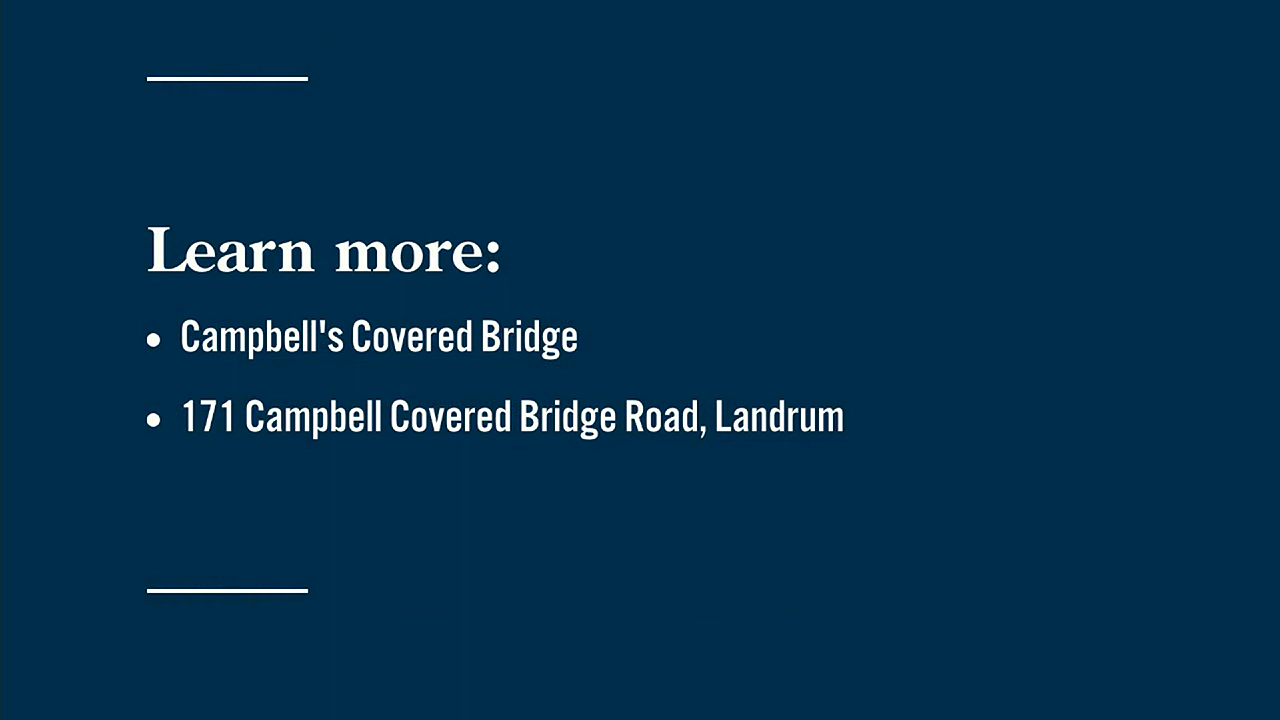 Learn more:
• Campbell's Covered Bridge
• 171 Campbell Covered Bridge Road, Landrum